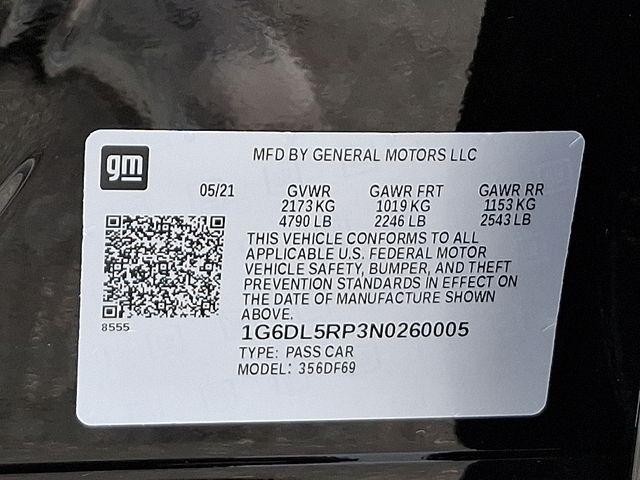 gm
MFD BY GENERAL MOTORS LLC
05/21 GVWR GAWR FRT GAWR RR
2173 KG 1019 KG 1153 KG
4790 LB 2246 LB 2543 LB
THIS VEHICLE CONFORMS TO ALL
APPLICABLE U.S. FEDERAL MOTOR
VEHICLE SAFETY, BUMPER, AND THEFT
PREVENTION STANDARDS IN EFFECT ON
THE DATE OF MANUFACTURE SHOWN
ABOVE.
8555
1G6DL5RP3N0260005
TYPE: PASS CAR
MODEL: 356DF69